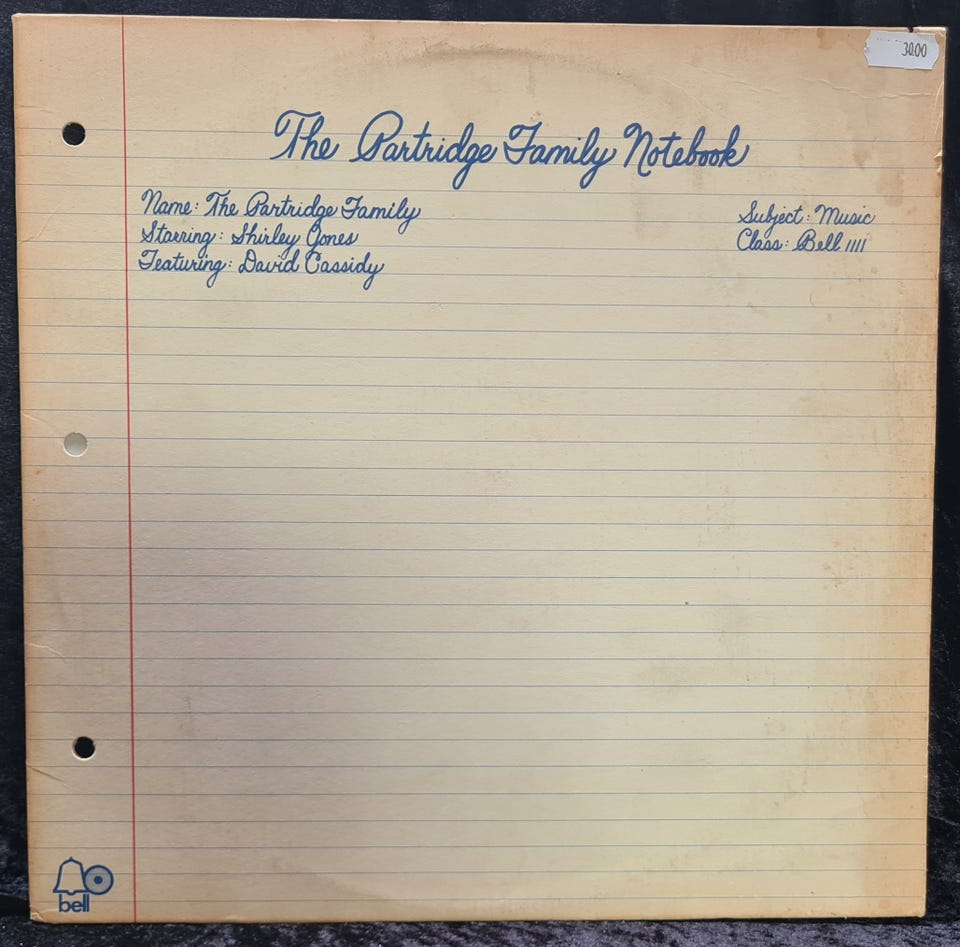 30.00
The Partridge Family Notebook
Name: The Partridge Family
Starring: Shirley Jones
Featuring: David Cassidy
Subject: Music
Class: Bell 1111
bell